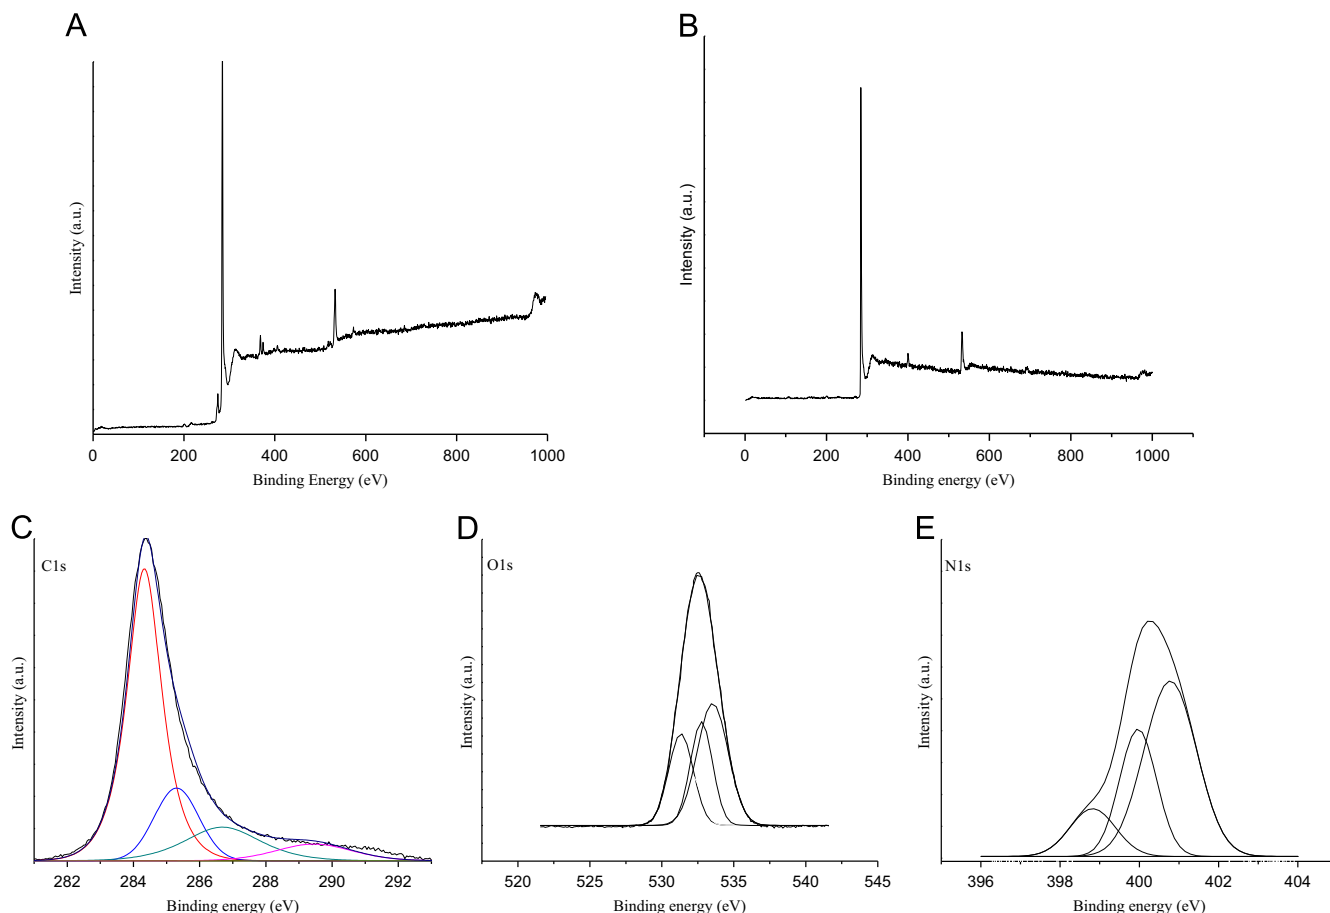 A
B
Intensity (a.u.)
Intensity (a.u.)
0 200 400 600 800 1000
0 200 400 600 800 1000
Binding Energy (eV)
Binding energy (eV)
C
D
E
C1s
O1s
N1s
Intensity (a.u.)
Intensity (a.u.)
Intensity (a.u.)
282 284 286 288 290 292
520 525 530 535 540 545
396 398 400 402 404
Binding energy (eV)
Binding energy (eV)
Binding energy (eV)